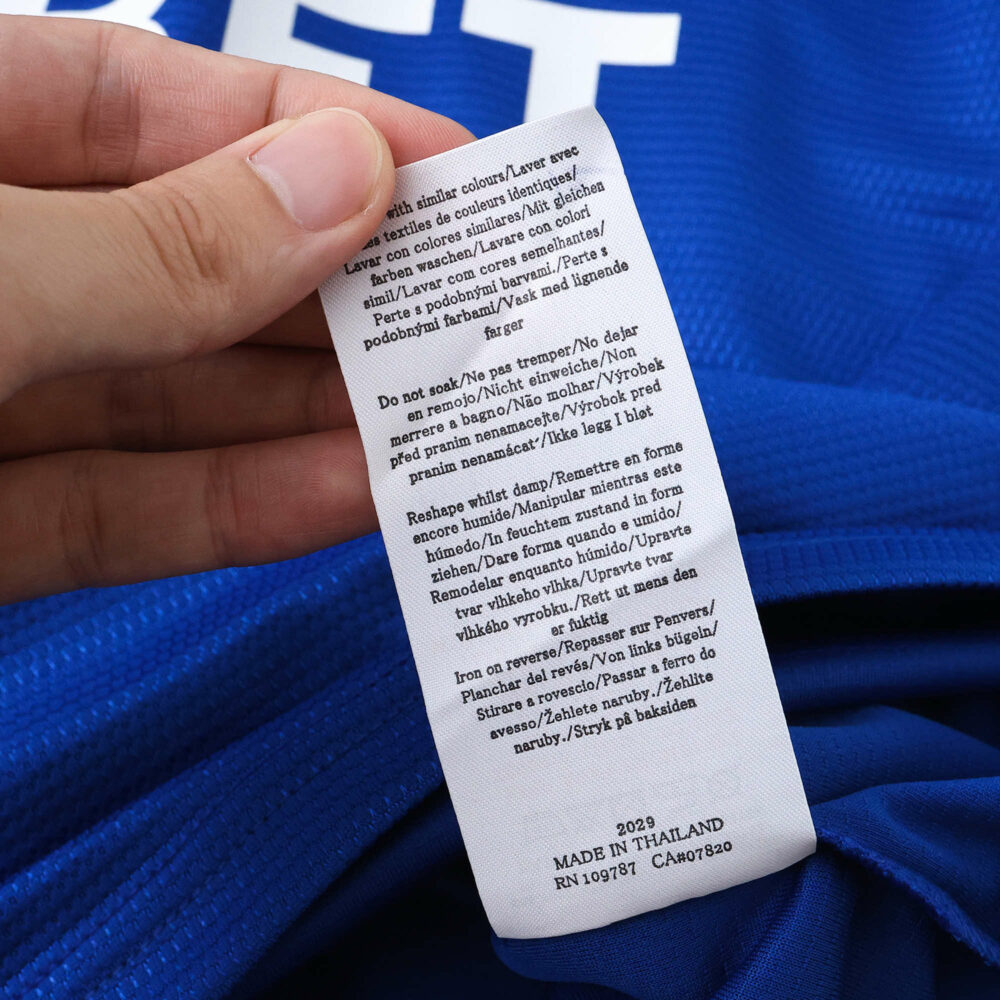 BET
with similar colours/Laver avec
les textiles de couleurs identiques/
Lavar con colores similares/Mit gleichen
farben waschen/Lavare con colori
simil/Lavar com cores semelhantes/
Perte s podobnými barvami./Perte s
podobnými farbami/Vask med lignende
farger
Do not soak/Ne pas tremper/No dejar
en remojo/Nicht einweiche/Non
merrere a bagno/Não molhar/Výrobek
před pranim nenamacejte/Výrobok pred
pranim nenamácat'/Ikke legg I bløt
Reshape whilst damp/Remettre en forme
encore humide/Manipular mientras este
húmedo/In feuchtem zustand in form
ziehen/Dare forma quando e umido/
Remodelar enquanto húmido/Upravte
tvar vlhkeho vlhka/Upravte tvar
vlhkého vyrobku./Rett ut mens den
er fuktig
Iron on reverse/Repasser sur Penvers/
Planchar del revés/Von links bügeln/
Stirare a rovescio/Passar a ferro do
avesso/Žehlete naruby./Žehlite
naruby./Stryk på baksiden
2029
MADE IN THAILAND
RN 109787 CA#07820